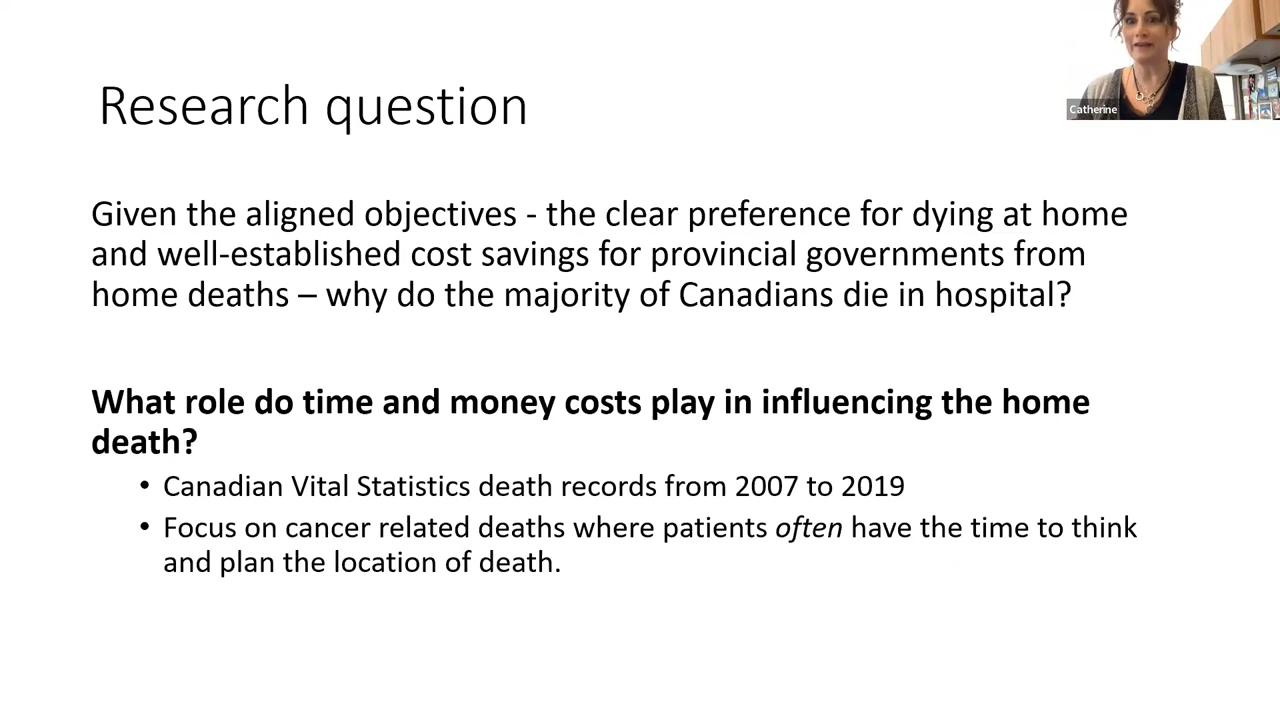 Research question
Catherine
Given the aligned objectives - the clear preference for dying at home
and well-established cost savings for provincial governments from
home deaths – why do the majority of Canadians die in hospital?
What role do time and money costs play in influencing the home
death?
• Canadian Vital Statistics death records from 2007 to 2019
• Focus on cancer related deaths where patients often have the time to think
and plan the location of death.